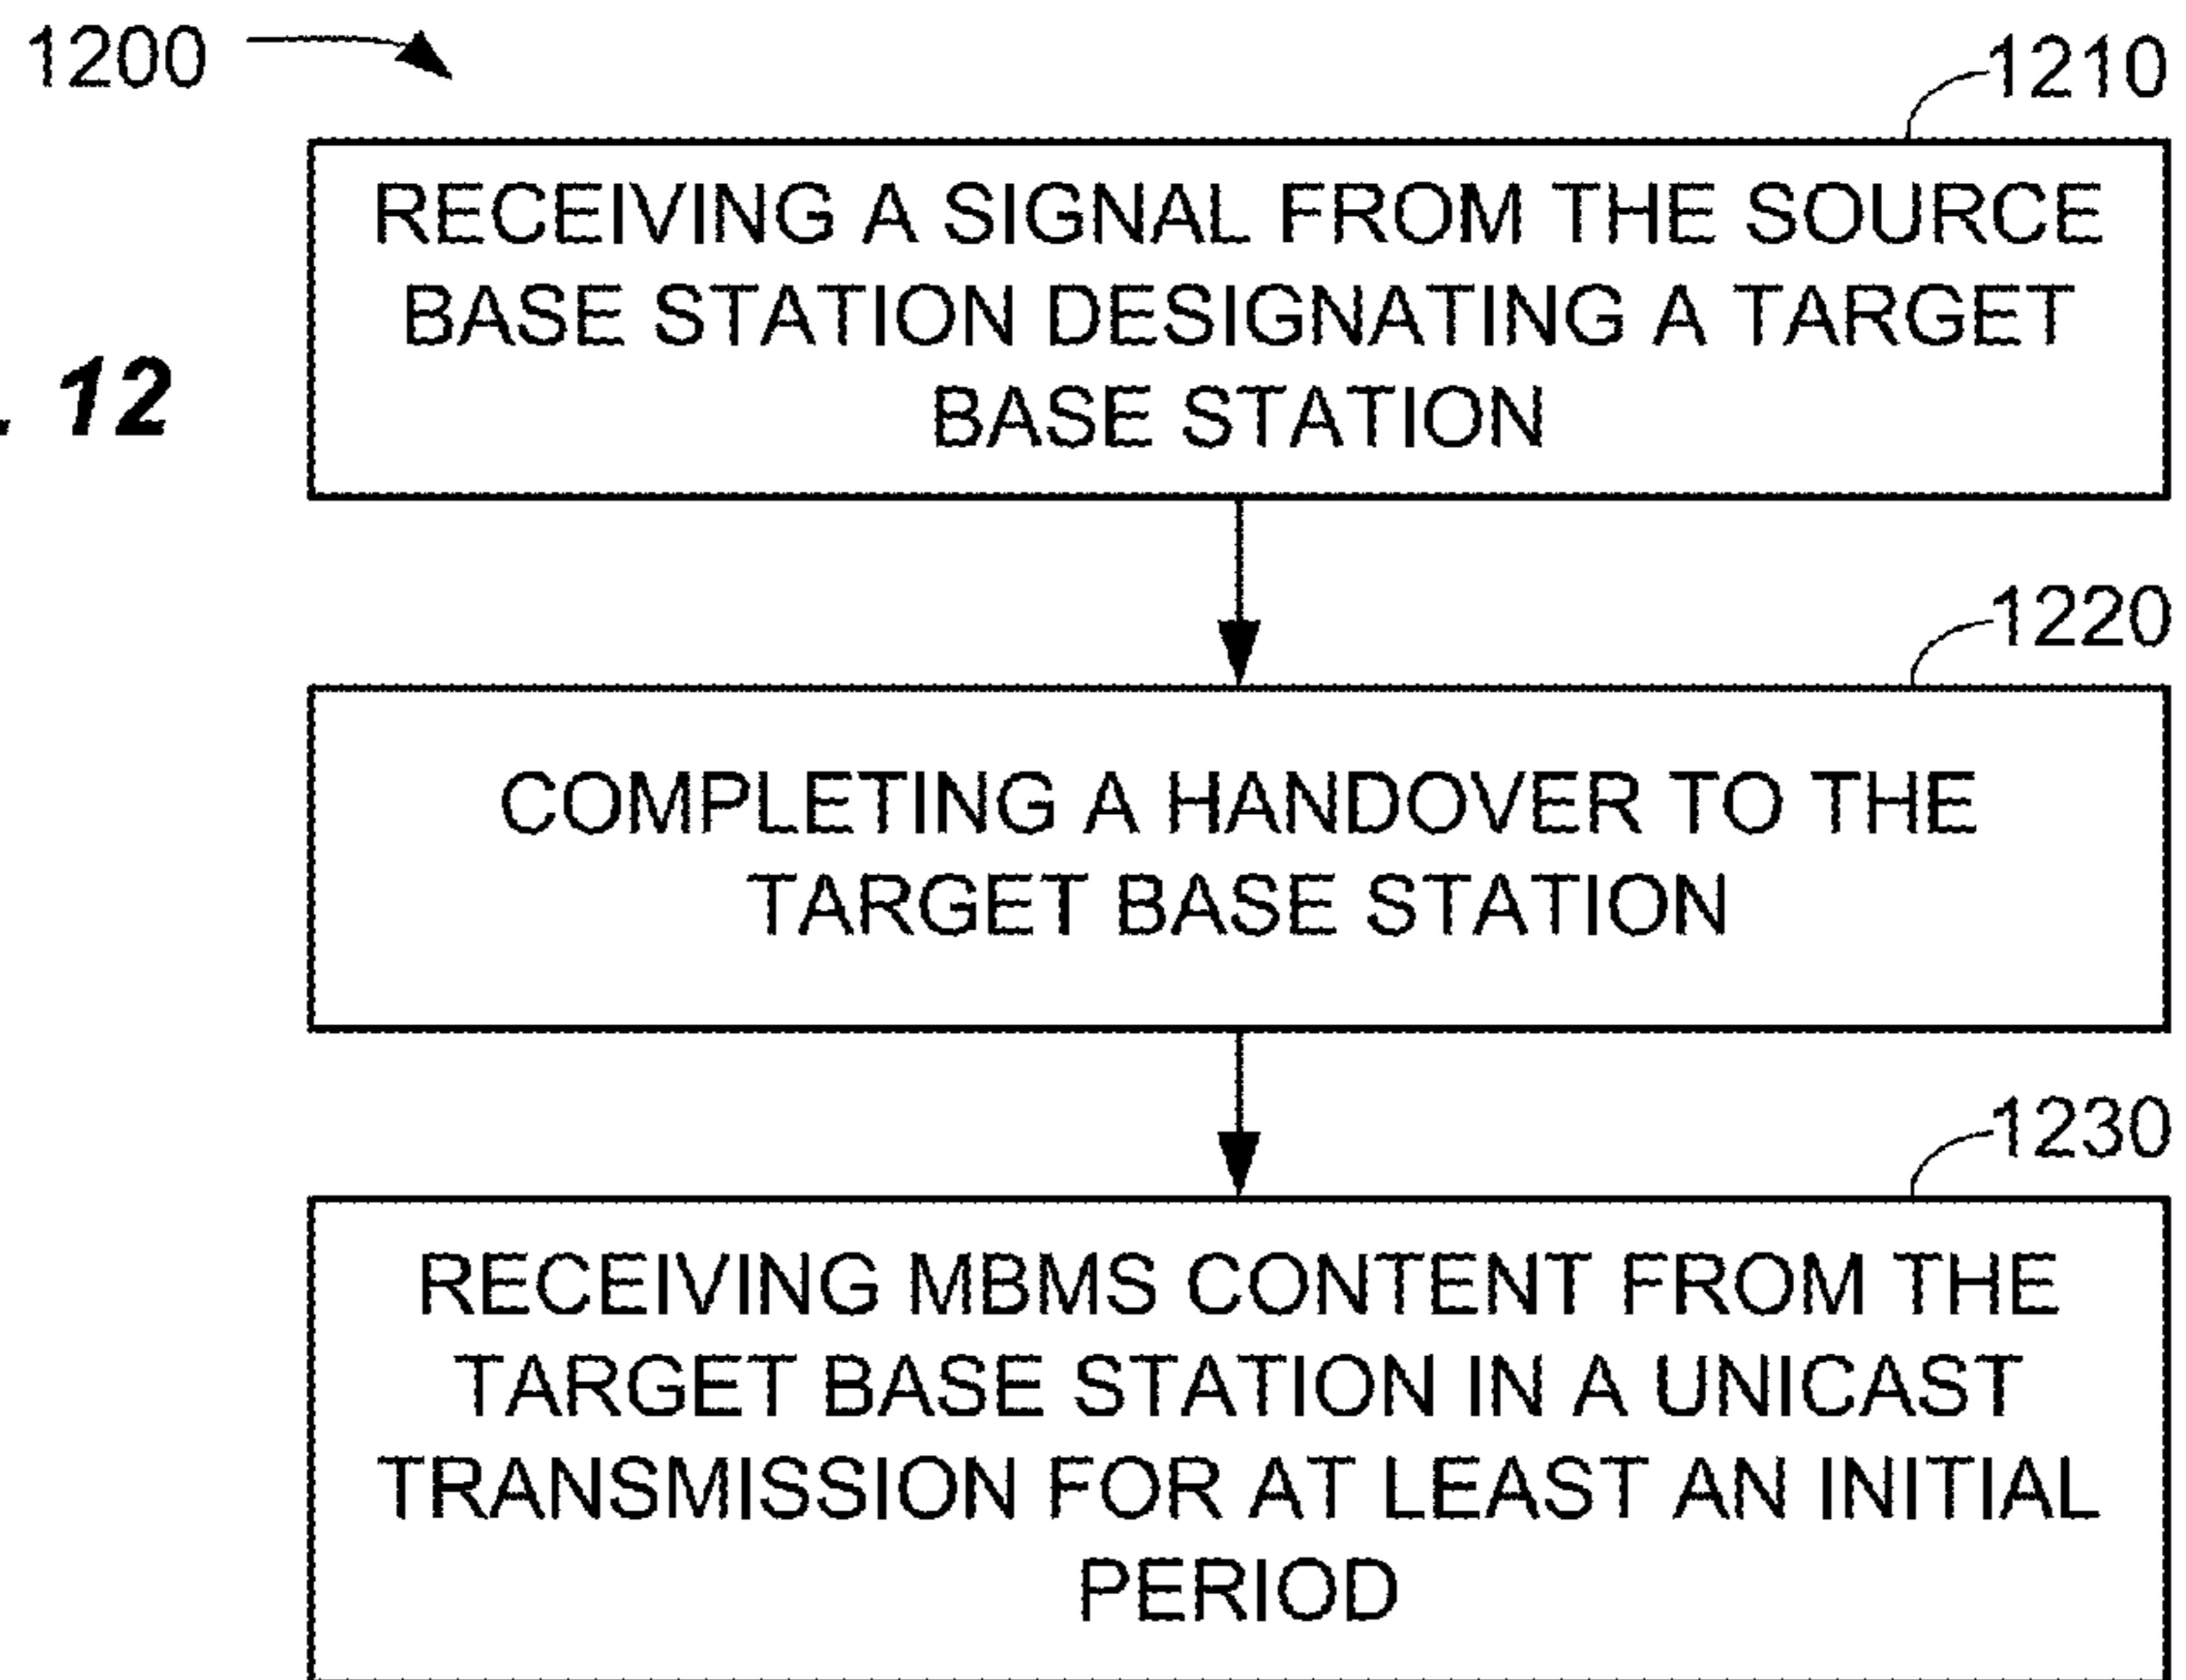 1200
1210
RECEIVING A SIGNAL FROM THE SOURCE
BASE STATION DESIGNATING A TARGET
BASE STATION
. 12
1220
COMPLETING A HANDOVER TO THE
TARGET BASE STATION
1230
RECEIVING MBMS CONTENT FROM THE
TARGET BASE STATION IN A UNICAST
TRANSMISSION FOR AT LEAST AN INITIAL
PERIOD